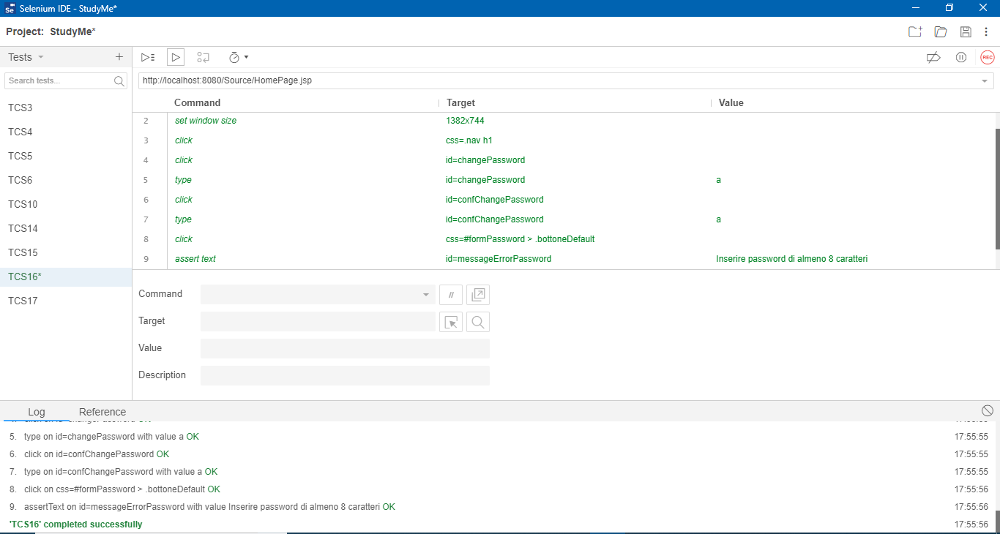 Selenium IDE - StudyMe*
Project: StudyMe*
Tests
Search tests...
TCS3
TCS4
TCS5
TCS6
TCS10
TCS14
TCS15
TCS16*
TCS17
REC
http://localhost:8080/Source/HomePage.jsp
Command Target Value
2 set window size 1382x744
3 click css=.nav h1
4 click id=changePassword
5 type id=changePassword a
6 click id=confChangePassword
7 type id=confChangePassword a
8 click css=#formPassword > .bottoneDefault
9 assert text id=messageErrorPassword Inserire password di almeno 8 caratteri
Command //
Target
Value
Description
Log Reference
5. type on id=changePassword with value a OK 17:55:55
6. click on id=confChangePassword OK 17:55:55
7. type on id=confChangePassword with value a OK 17:55:55
8. click on css=#formPassword > .bottoneDefault OK 17:55:56
9. assertText on id=messageErrorPassword with value Inserire password di almeno 8 caratteri OK 17:55:56
'TCS16' completed successfully 17:55:56